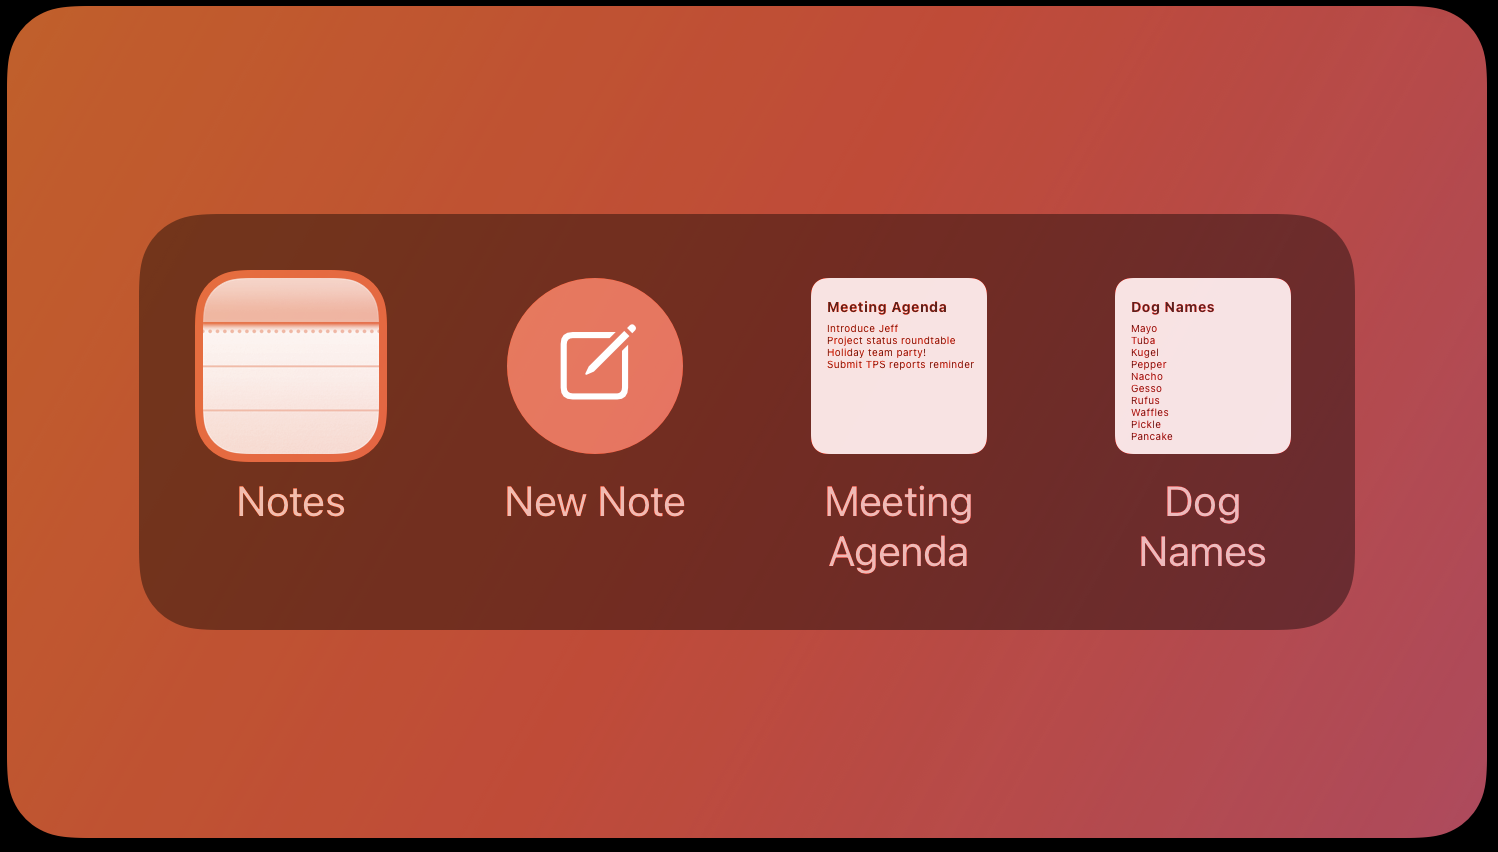 Meeting Agenda
Introduce Jeff
Project status roundtable
Holiday team party!
Submit TPS reports reminder
Dog Names
Mayo
Tuba
Kugel
Pepper
Nacho
Gesso
Rufus
Waffles
Pickle
Pancake
Notes
New Note
Meeting
Agenda
Dog
Names